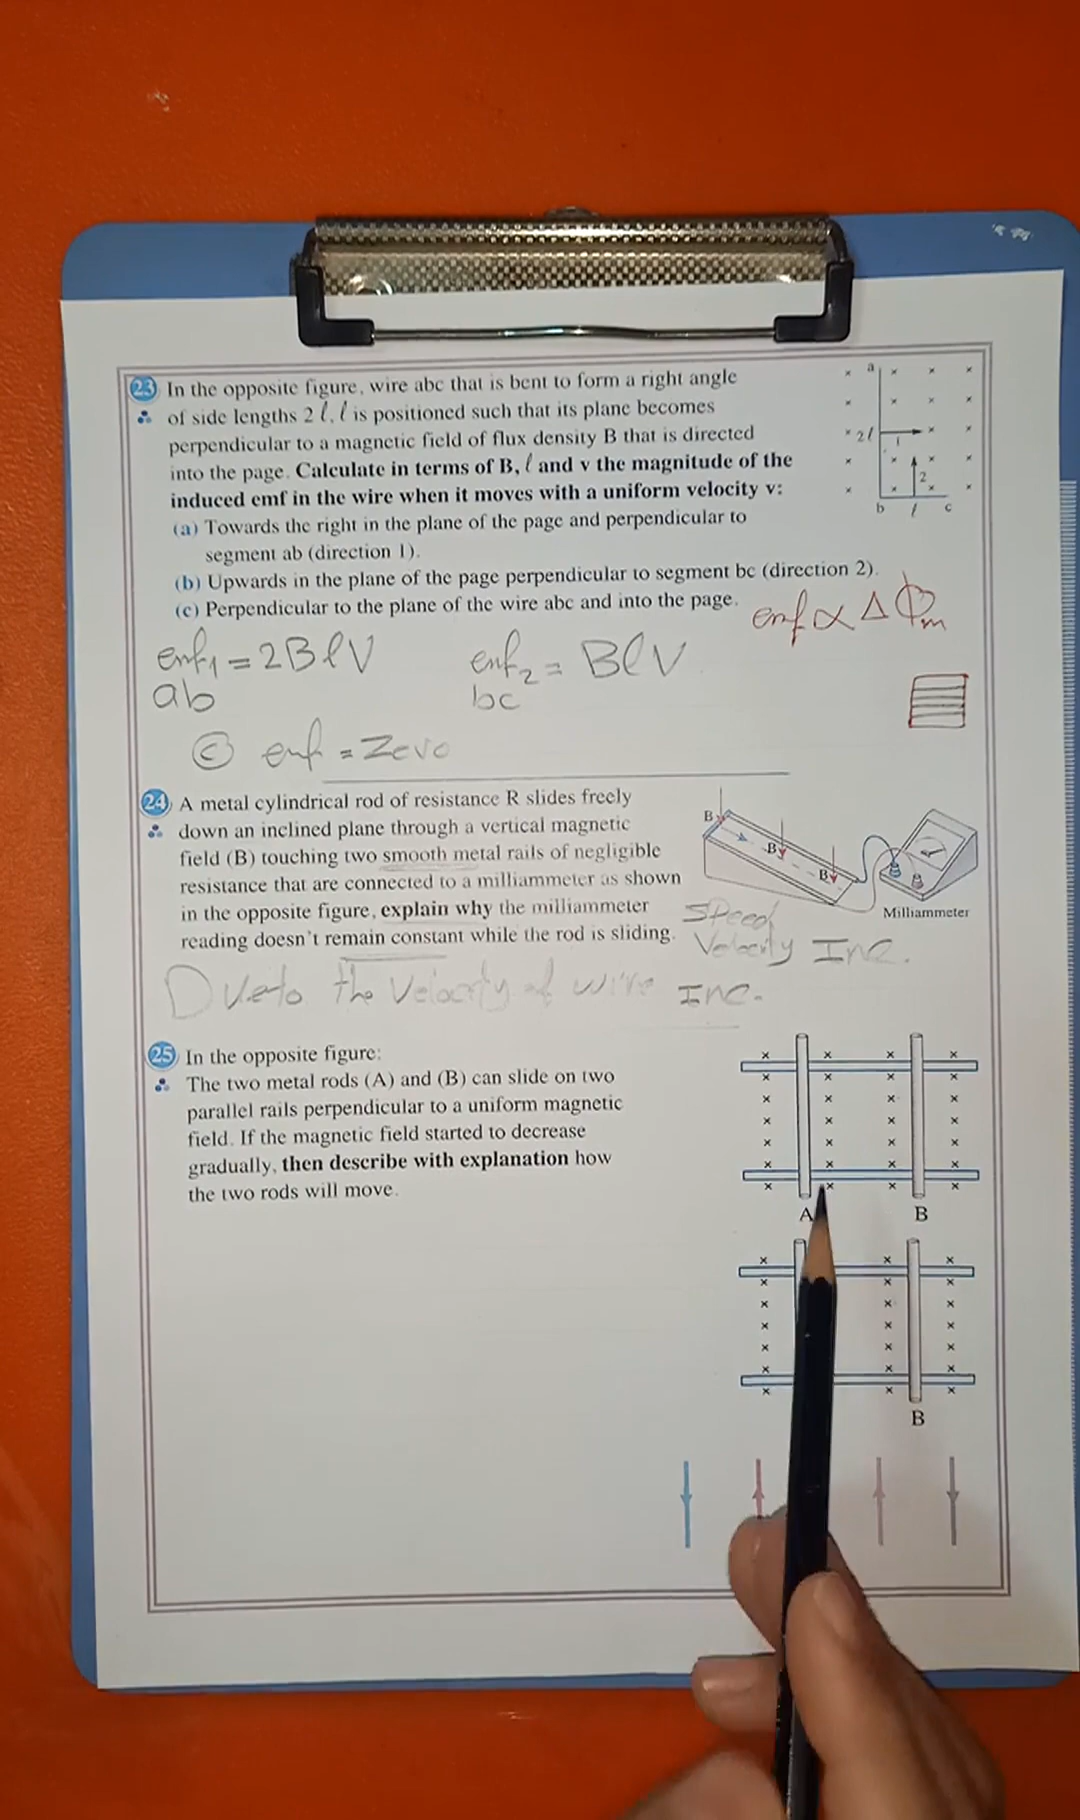 23 In the opposite figure, wire abc that is bent to form a right angle
of side lengths 2ℓ, ℓ is positioned such that its plane becomes
perpendicular to a magnetic field of flux density B that is directed
into the page. Calculate in terms of B, ℓ and v the magnitude of the
induced emf in the wire when it moves with a uniform velocity v:
(a) Towards the right in the plane of the page and perpendicular to
segment ab (direction 1).
(b) Upwards in the plane of the page perpendicular to segment bc (direction 2).
(c) Perpendicular to the plane of the wire abc and into the page.
a
2ℓ
1
2
b ℓ c
emf ∝ Δ Φm
emf1 = 2BℓV
ab
emf2 = BℓV
bc
C emf = Zero
24 A metal cylindrical rod of resistance R slides freely
down an inclined plane through a vertical magnetic
field (B) touching two smooth metal rails of negligible
resistance that are connected to a milliammeter as shown
in the opposite figure, explain why the milliammeter
reading doesn't remain constant while the rod is sliding.
B
B
B
Milliammeter
Speed
Velocity Inc.
Due to the Velocity of wire Inc.
25 In the opposite figure:
The two metal rods (A) and (B) can slide on two
parallel rails perpendicular to a uniform magnetic
field. If the magnetic field started to decrease
gradually, then describe with explanation how
the two rods will move.
A B
B